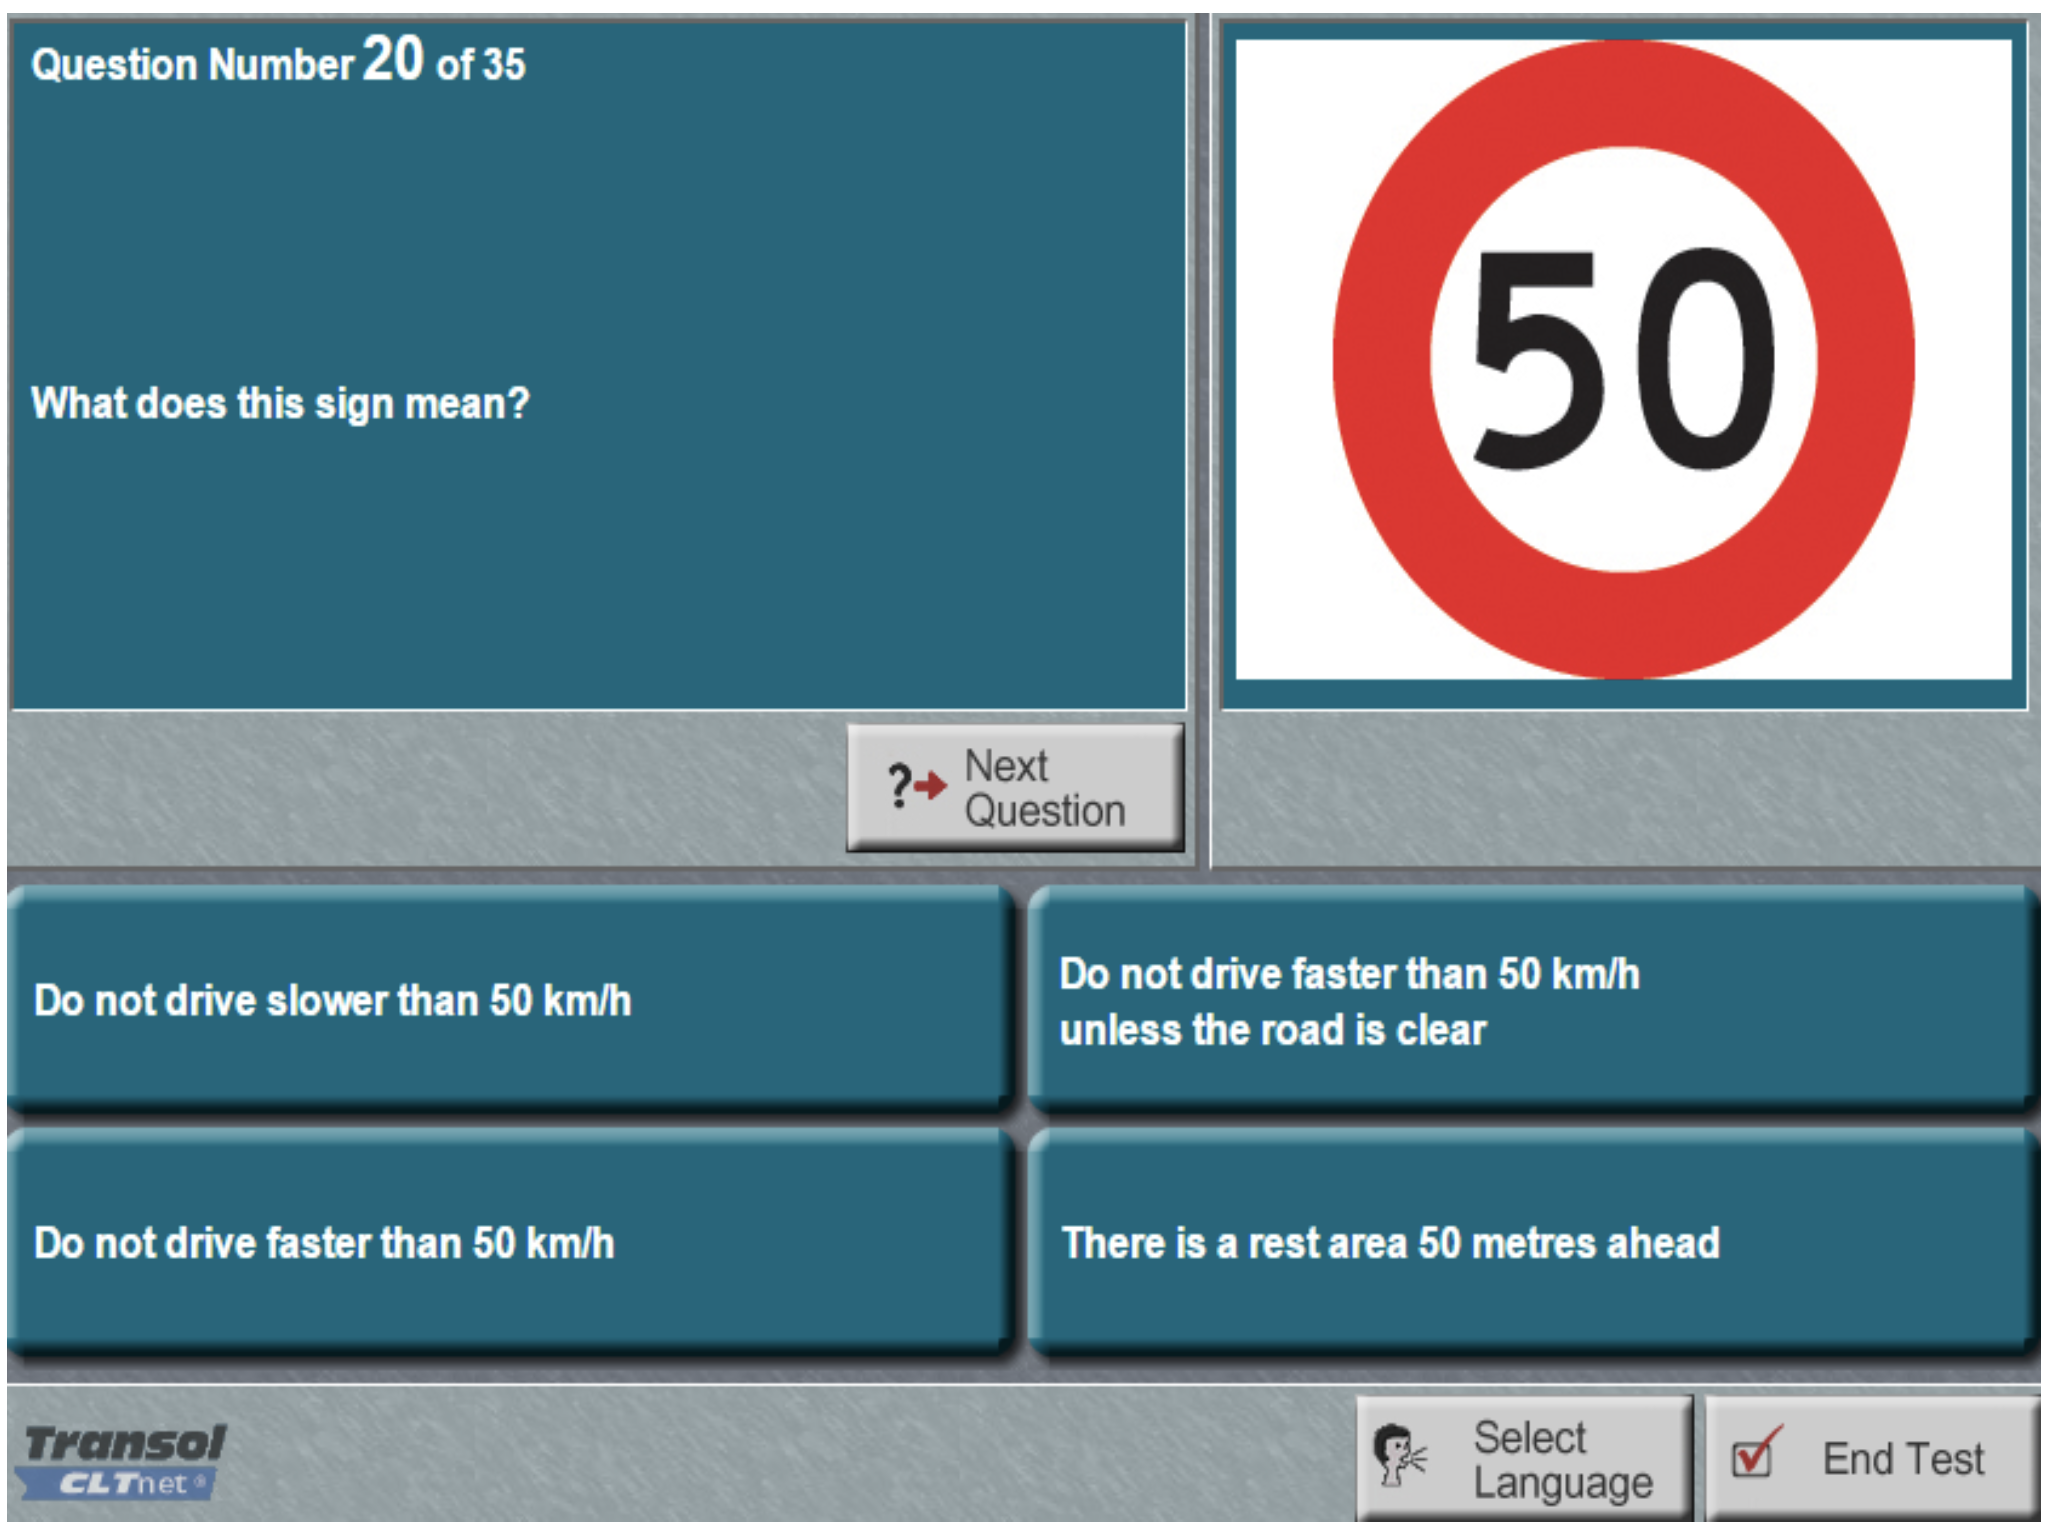 Question Number 20 of 35
What does this sign mean?
50
?
Next
Question
Do not drive slower than 50 km/h
Do not drive faster than 50 km/h
unless the road is clear
Do not drive faster than 50 km/h
There is a rest area 50 metres ahead
Transol
CLTnet®
Select
Language
End Test